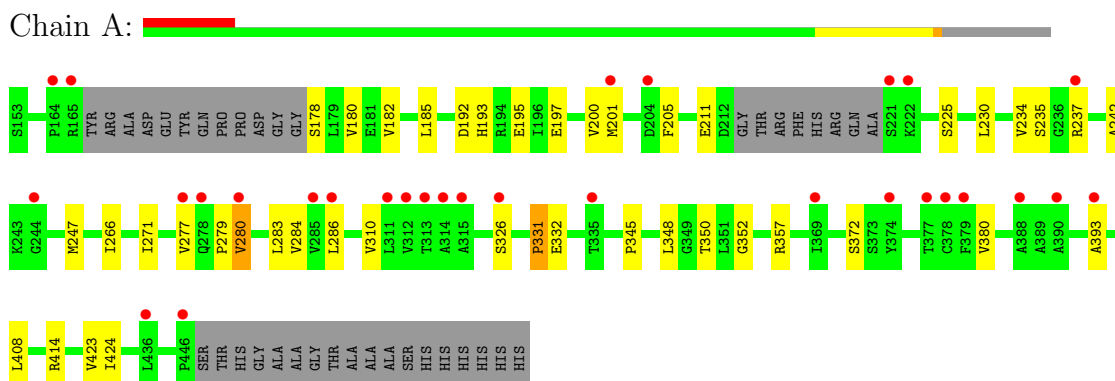 Chain A:
S153 P164 R165 TYR ARG ALA ASP GLU TYR GLN PRO PRO ASP GLY GLY S178 L179 V180 E181 V182 L185 D192 H193 R194 E195 I196 E197 V200 M201 D204 F205 E211 D212 GLY THR ARG PHE HIS ARG GLN ALA S221 K222 S225 L230 V234 S235 G236 R237 A242
K243 G244 M247 I266 I271 V277 Q278 P279 V280 L283 V284 V285 L286 V310 L311 V312 T313 A314 A315 S326 P331 E332 T335 P345 L348 G349 T350 L351 G352 R357 I369 S372 S373 Y374 T377 C378 F379 V380 A388 A389 A390 A393
L408 R414 V423 I424 L436 P446 SER THR HIS GLY ALA ALA GLY THR ALA ALA ALA SER HIS HIS HIS HIS HIS HIS